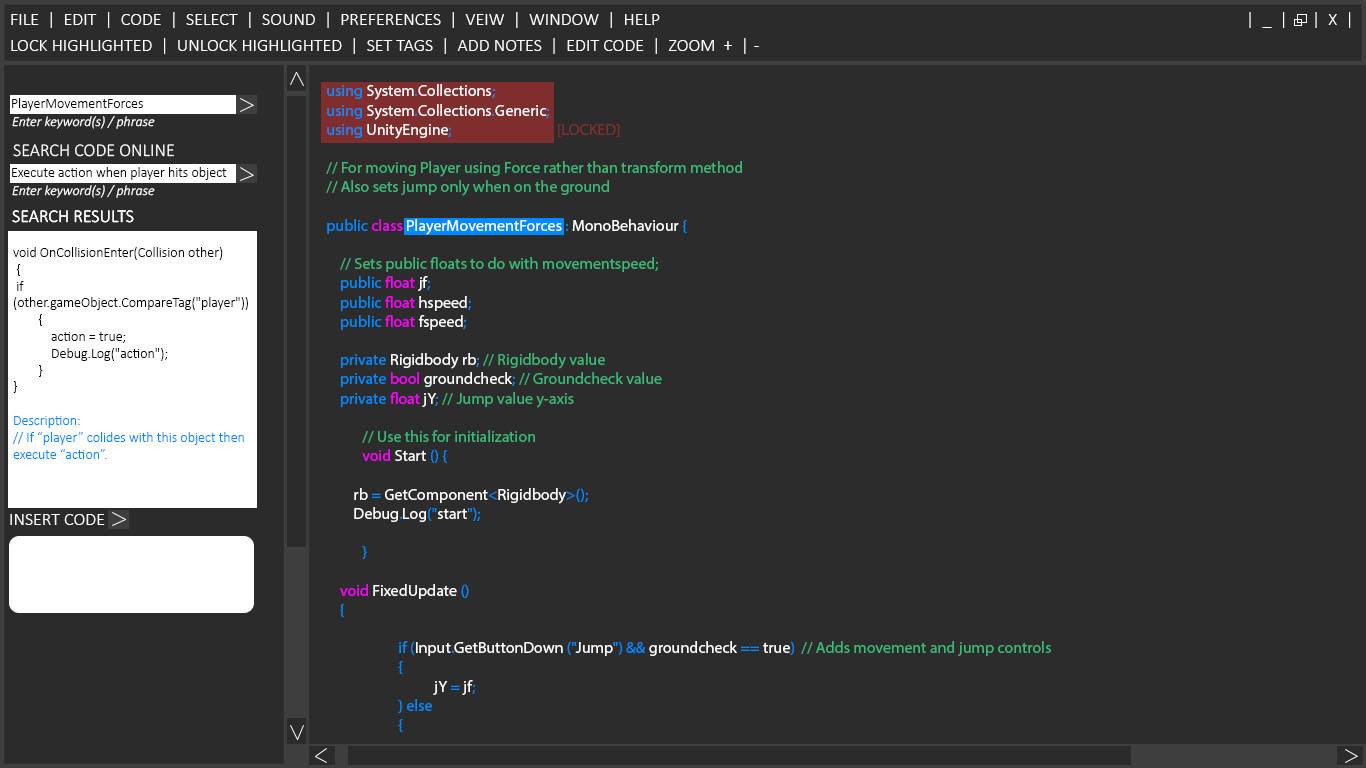 FILE | EDIT | CODE | SELECT | SOUND | PREFERENCES | VEIW | WINDOW | HELP | _ | | X |
LOCK HIGHLIGHTED | UNLOCK HIGHLIGHTED | SET TAGS | ADD NOTES | EDIT CODE | ZOOM + | -
PlayerMovementForces >
Enter keyword(s) / phrase
SEARCH CODE ONLINE
Execute action when player hits object >
Enter keyword(s) / phrase
SEARCH RESULTS
void OnCollisionEnter(Collision other)
{
if
(other.gameObject.CompareTag("player"))
{
action = true;
Debug.Log("action");
}
}
Description:
// If “player” colides with this object then
execute “action”.
INSERT CODE >
using System.Collections;
using System.Collections.Generic;
using UnityEngine; [LOCKED]
// For moving Player using Force rather than transform method
// Also sets jump only when on the ground
public class PlayerMovementForces : MonoBehaviour {
// Sets public floats to do with movementspeed;
public float jf;
public float hspeed;
public float fspeed;
private Rigidbody rb; // Rigidbody value
private bool groundcheck; // Groundcheck value
private float jY; // Jump value y-axis
// Use this for initialization
void Start () {
rb = GetComponent<Rigidbody>();
Debug.Log("start");
}
void FixedUpdate ()
{
if (Input.GetButtonDown ("Jump") && groundcheck == true) // Adds movement and jump controls
{
jY = jf;
} else
{